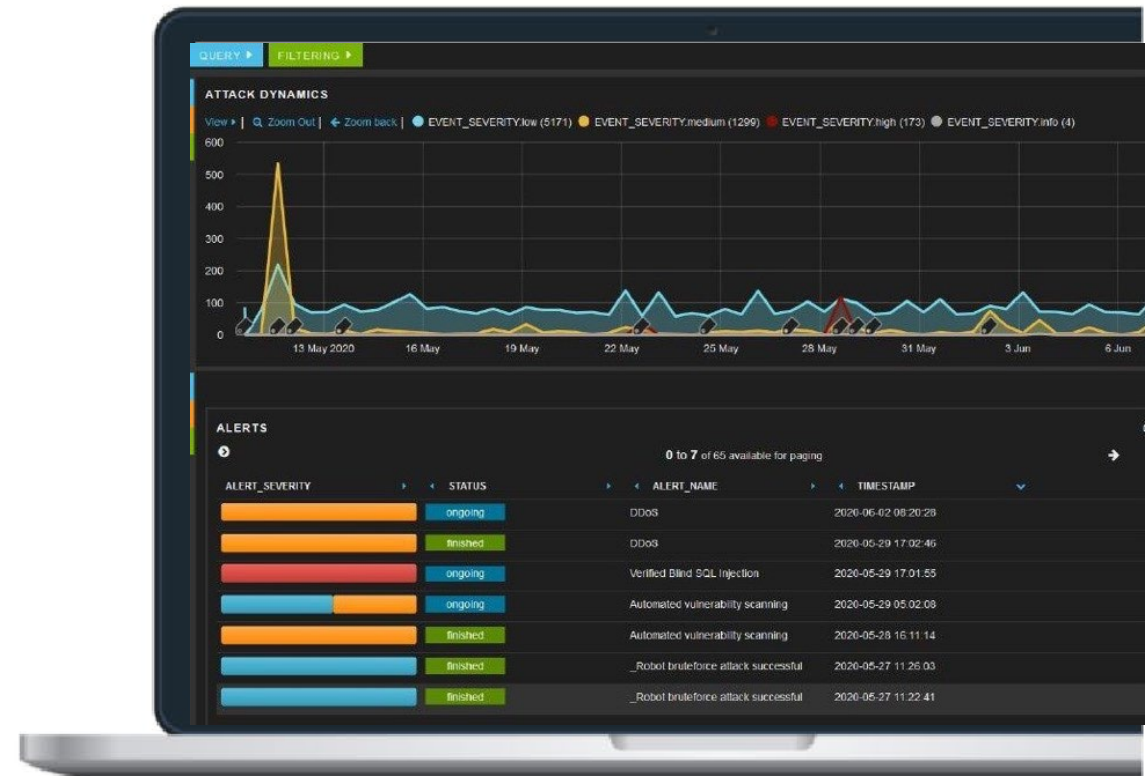 QUERY FILTERING
ATTACK DYNAMICS
View | Zoom Out | Zoom back | EVENT_SEVERITY:low (5171) EVENT_SEVERITY:medium (1299) EVENT_SEVERITY:high (173) EVENT_SEVERITY:info (4)
600
500
400
300
200
100
0
13 May 2020 16 May 19 May 22 May 25 May 28 May 31 May 3 Jun 6 Jun
ALERTS
0 to 7 of 65 available for paging
ALERT_SEVERITY STATUS ALERT_NAME TIMESTAMP
ongoing DDoS 2020-06-02 08:20:28
finished DDoS 2020-05-29 17:02:46
ongoing Verified Blind SQL Injection 2020-05-29 17:01:55
ongoing Automated vulnerability scanning 2020-05-29 05:02:08
finished Automated vulnerability scanning 2020-05-28 16:11:14
finished _Robot bruteforce attack successful 2020-05-27 11:26:03
finished _Robot bruteforce attack successful 2020-05-27 11:22:41